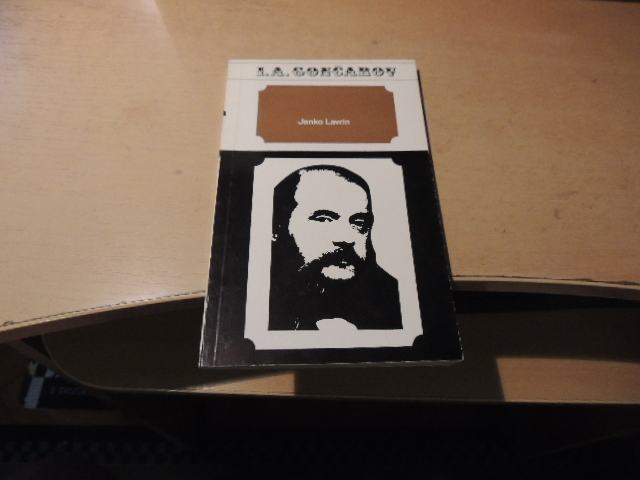 I. A. GONČAROV
Janko Lavrin